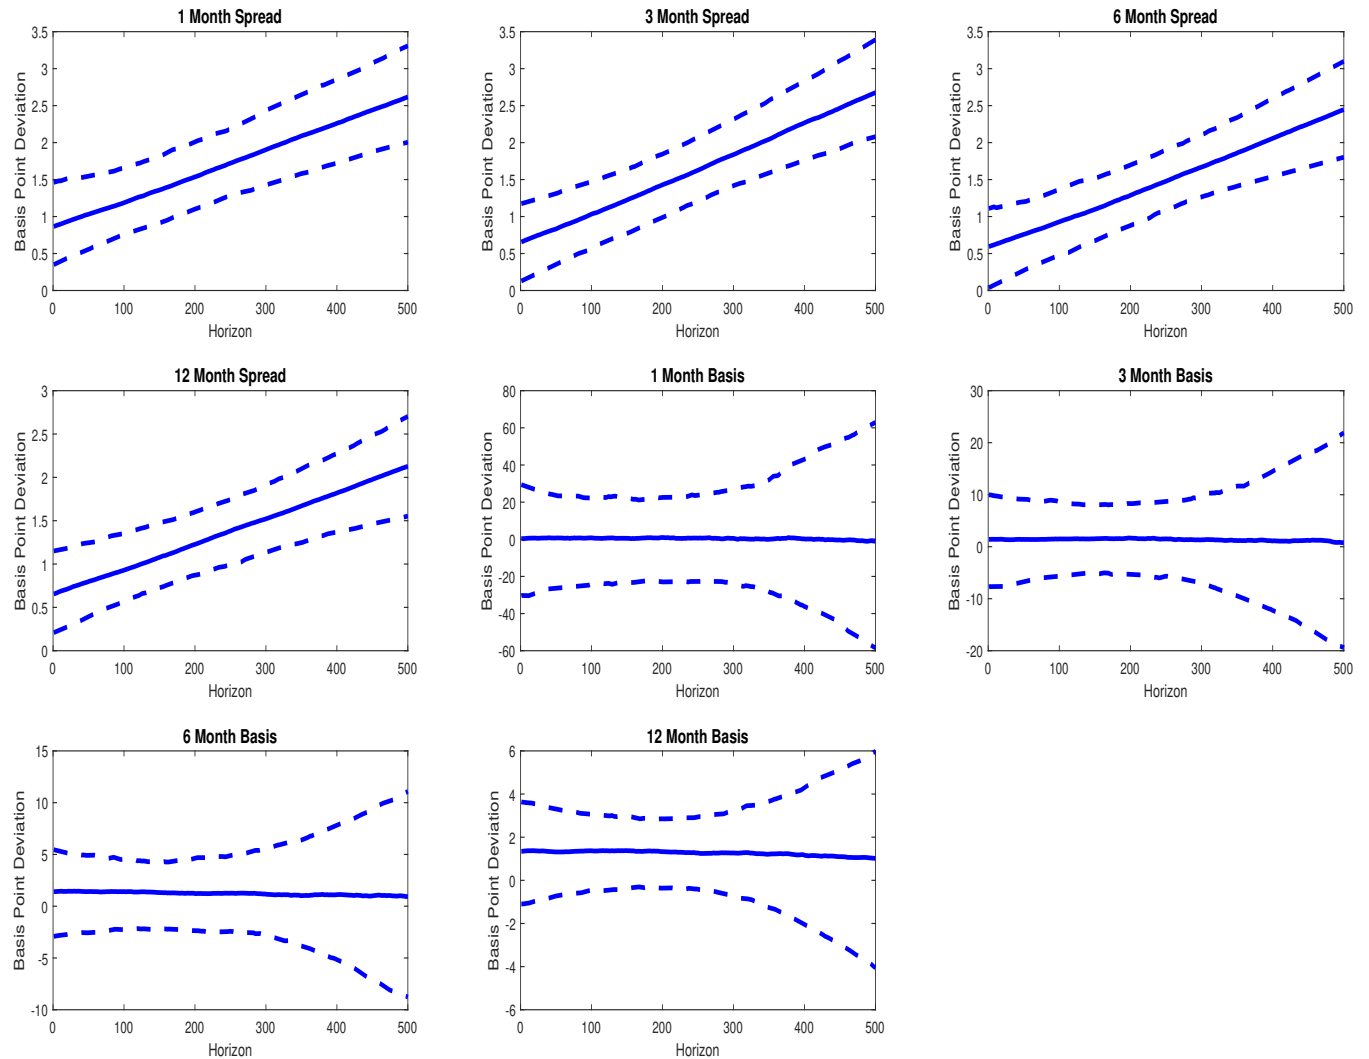 1 Month Spread
3.5
3
2.5
2
1.5
1
0.5
0
Basis Point Deviation
0 100 200 300 400 500
Horizon
3 Month Spread
3.5
3
2.5
2
1.5
1
0.5
0
Basis Point Deviation
0 100 200 300 400 500
Horizon
6 Month Spread
3.5
3
2.5
2
1.5
1
0.5
0
Basis Point Deviation
0 100 200 300 400 500
Horizon
12 Month Spread
3
2.5
2
1.5
1
0.5
0
Basis Point Deviation
0 100 200 300 400 500
Horizon
1 Month Basis
80
60
40
20
0
-20
-40
-60
Basis Point Deviation
0 100 200 300 400 500
Horizon
3 Month Basis
30
20
10
0
-10
-20
Basis Point Deviation
0 100 200 300 400 500
Horizon
6 Month Basis
15
10
5
0
-5
-10
Basis Point Deviation
0 100 200 300 400 500
Horizon
12 Month Basis
6
4
2
0
-2
-4
-6
Basis Point Deviation
0 100 200 300 400 500
Horizon